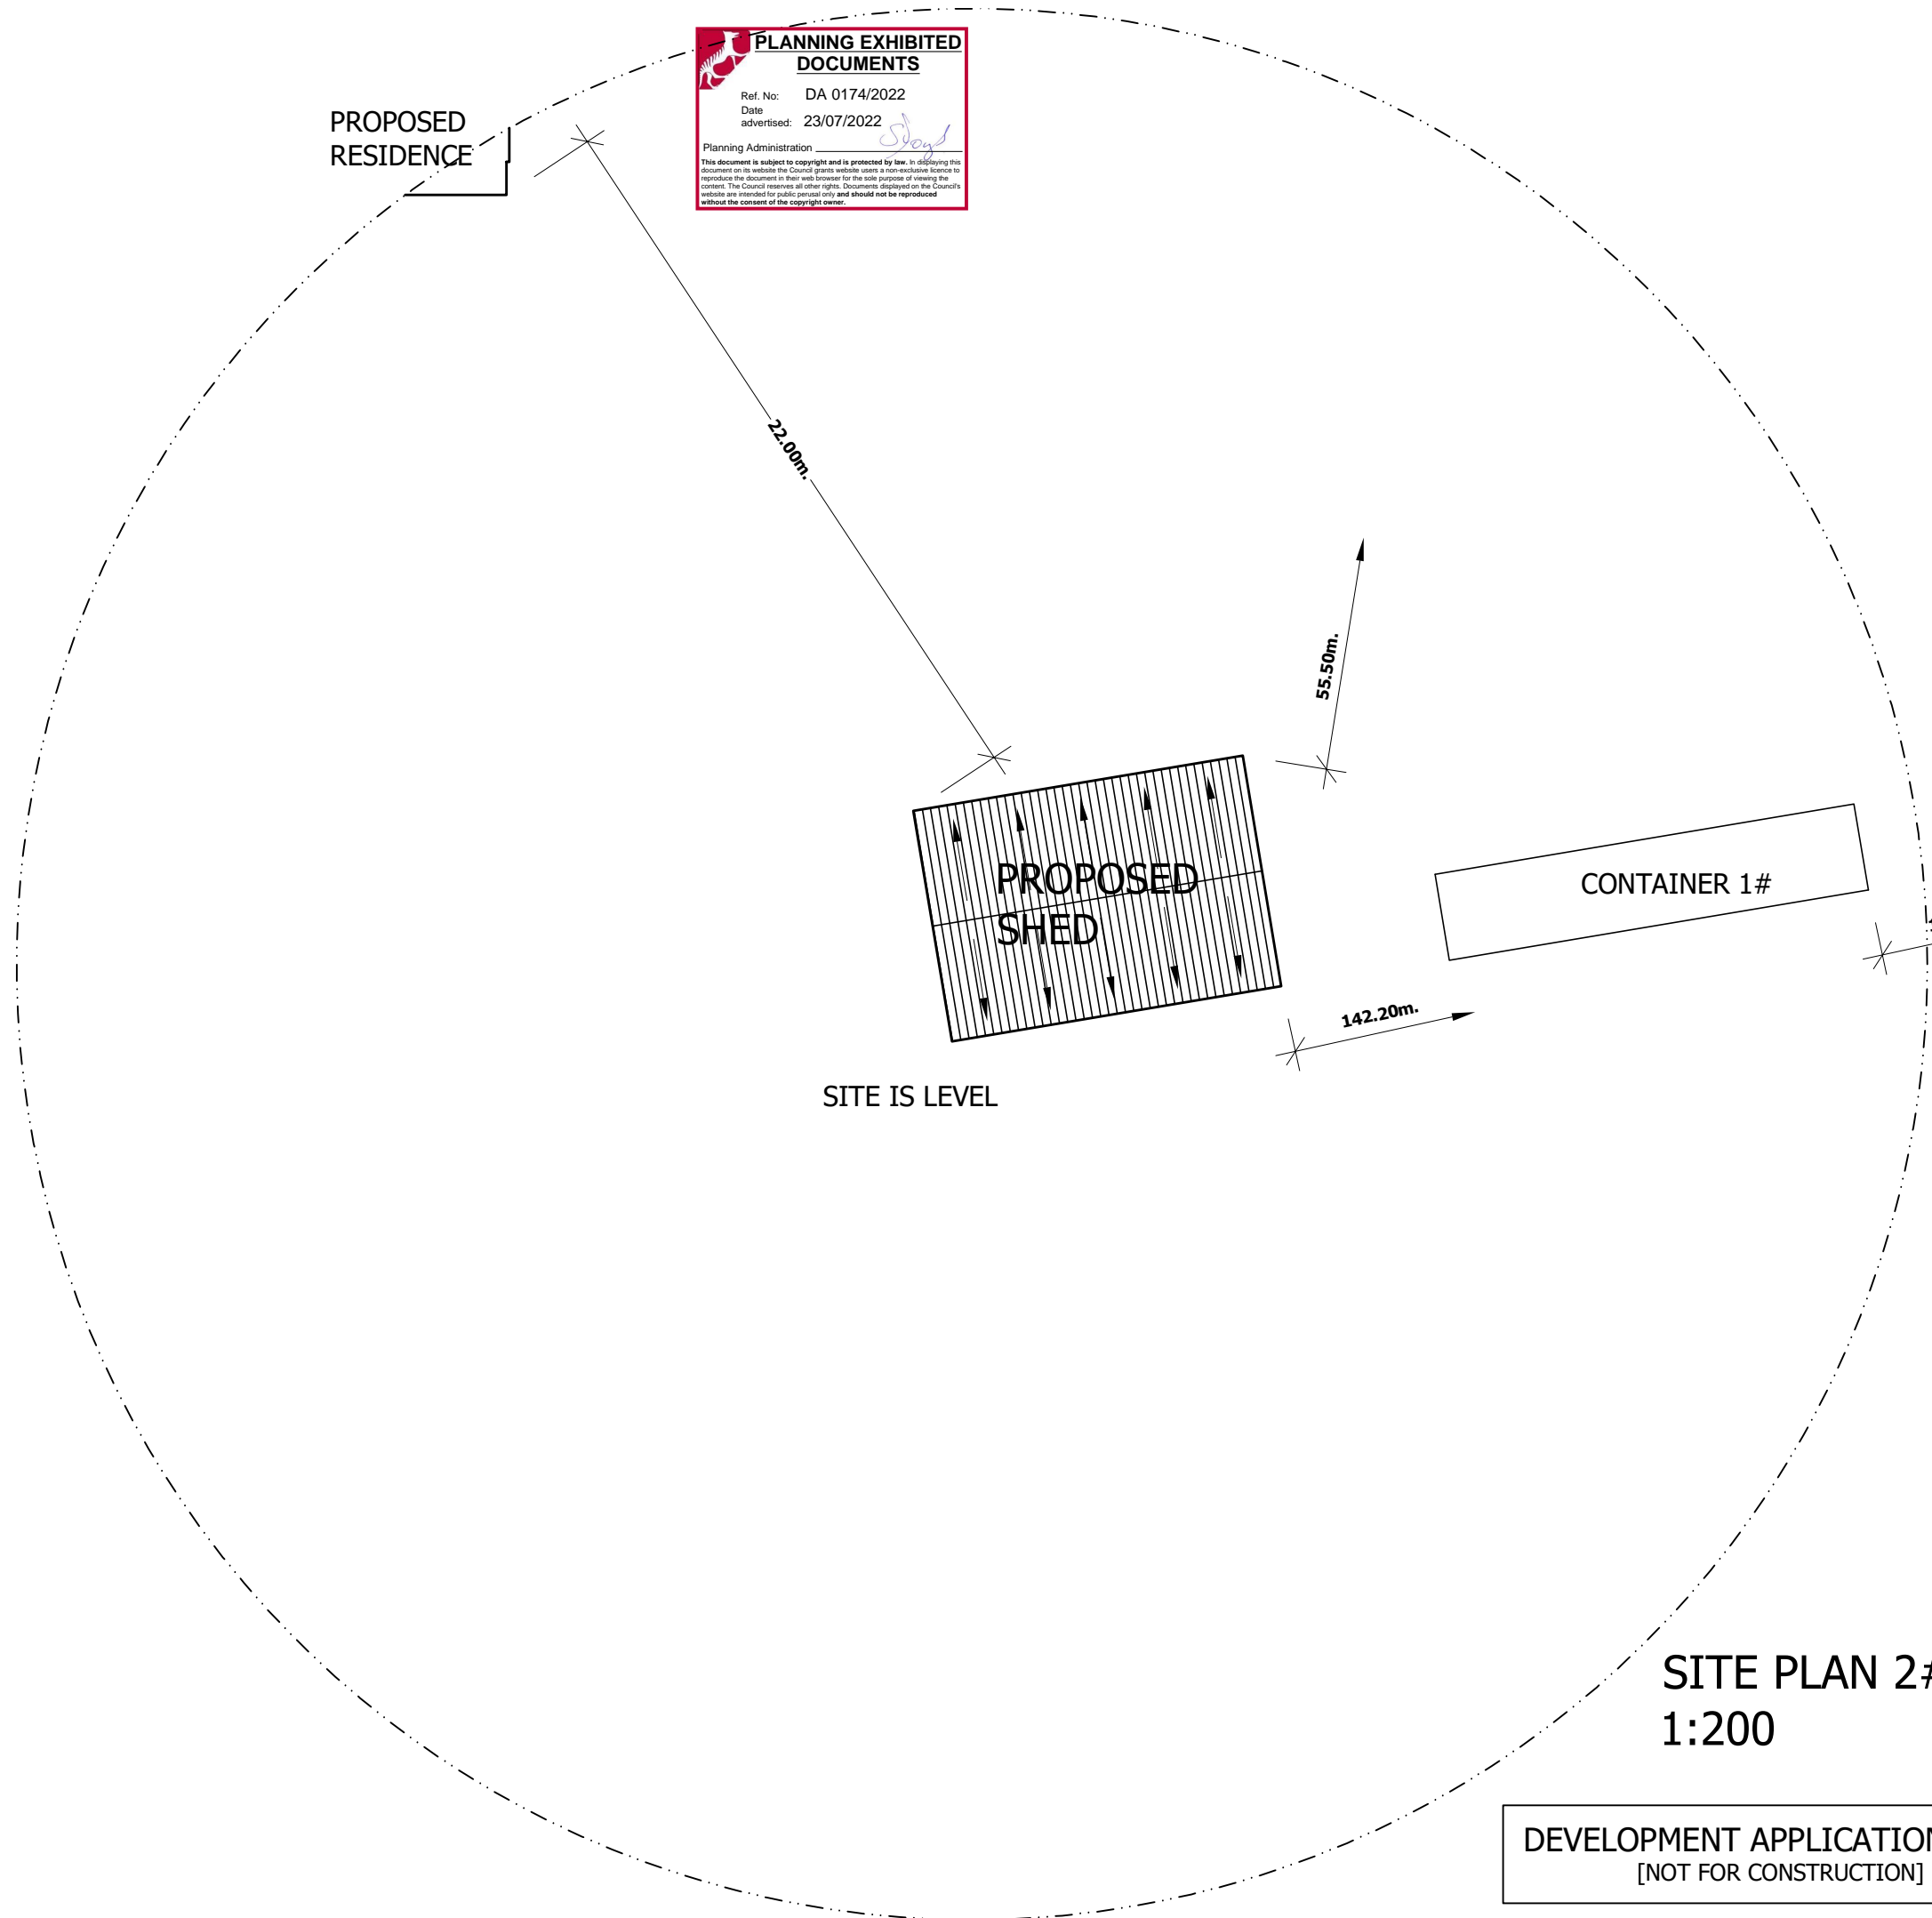 PLANNING EXHIBITED
DOCUMENTS
Ref. No: DA 0174/2022
Date
advertised: 23/07/2022
Planning Administration
This document is subject to copyright and is protected by law. In displaying this
document on its website the Council grants website users a non-exclusive licence to
reproduce the document in their web browser for the sole purpose of viewing the
content. The Council reserves all other rights. Documents displayed on the Council's
website are intended for public perusal only and should not be reproduced
without the consent of the copyright owner.
PROPOSED
RESIDENCE
22.00m.
55.50m.
PROPOSED
SHED
CONTAINER 1#
142.20m.
SITE IS LEVEL
SITE PLAN 2#
1:200
DEVELOPMENT APPLICATION
[NOT FOR CONSTRUCTION]